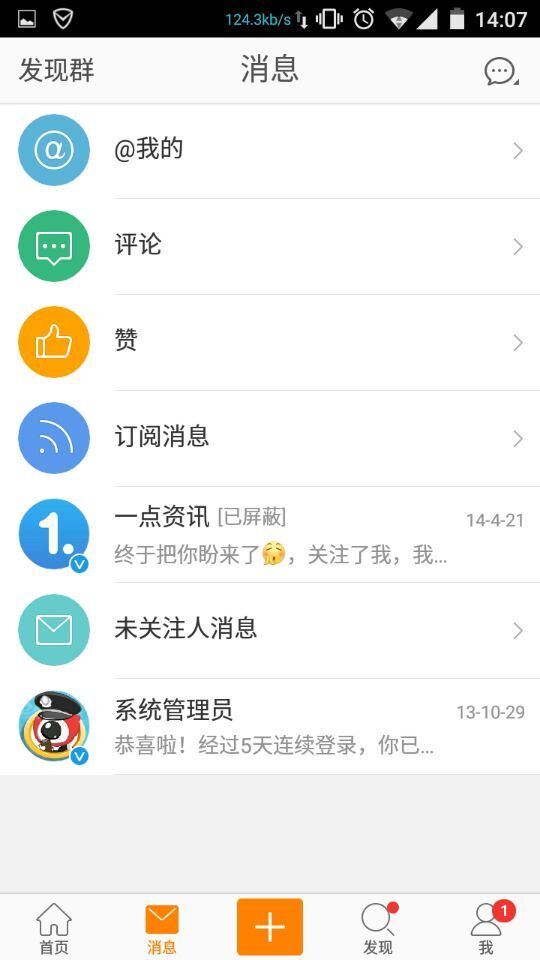 124.3kb/s 14:07
发现群 消息
@我的
评论
赞
订阅消息
一点资讯 [已屏蔽] 14-4-21
终于把你盼来了😚，关注了我，我...
未关注人消息
系统管理员 13-10-29
恭喜啦！经过5天连续登录，你已...
1
首页 消息 发现 我